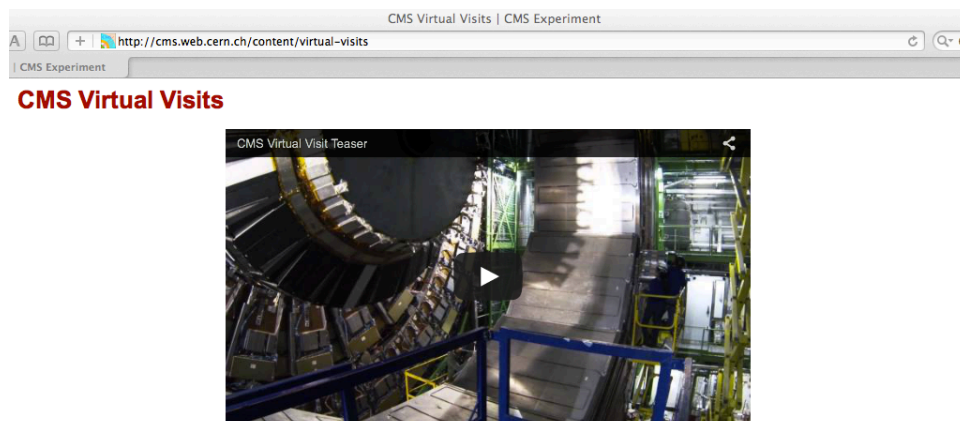 CMS Virtual Visits | CMS Experiment
A
http://cms.web.cern.ch/content/virtual-visits
| CMS Experiment
CMS Virtual Visits
CMS Virtual Visit Teaser